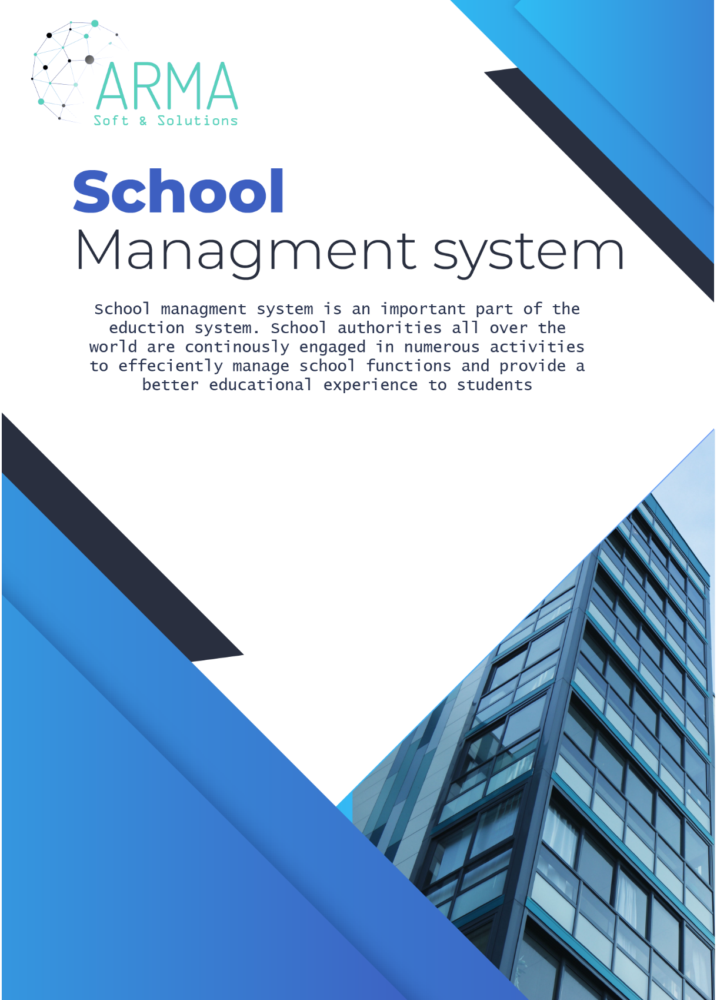 ARMA
Soft & Solutions
School
Managment system
School managment system is an important part of the
eduction system. School authorities all over the
world are continously engaged in numerous activities
to effeciently manage school functions and provide a
better educational experience to students